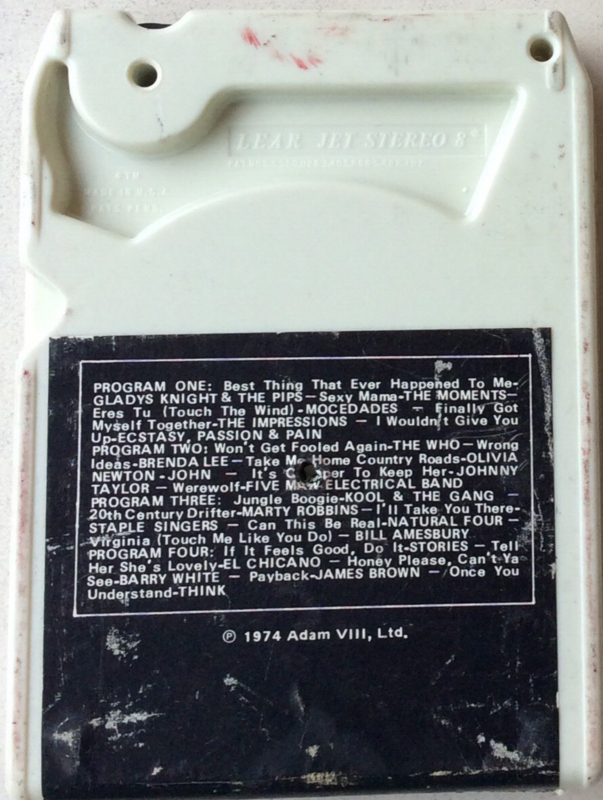 LEAR JET STEREO 8®
MADE IN U.S.A.
PROGRAM ONE: Best Thing That Ever Happened To Me-
GLADYS KNIGHT & THE PIPS—Sexy Mama-THE MOMENTS—
Eres Tu (Touch The Wind)-MOCEDADES — Finally Got
Myself Together-THE IMPRESSIONS — I Wouldn't Give You
Up-ECSTASY, PASSION & PAIN
PROGRAM TWO: Won't Get Fooled Again-THE WHO—Wrong
Ideas-BRENDA LEE — Take Me Home Country Roads-OLIVIA
NEWTON-JOHN — It's To Keep Her-JOHNNY
TAYLOR — Werewolf-FIVE MAN ELECTRICAL BAND
PROGRAM THREE: Jungle Boogie-KOOL & THE GANG —
20th Century Drifter-MARTY ROBBINS — I'll Take You There-
STAPLE SINGERS — Can This Be Real-NATURAL FOUR —
Virginia (Touch Me Like You Do) — BILL AMESBURY
PROGRAM FOUR: If It Feels Good, Do It-STORIES — Tell
Her She's Lovely-EL CHICANO — Honey Please, Can't Ya
See-BARRY WHITE — Payback-JAMES BROWN — Once You
Understand-THINK
℗ 1974 Adam VIII, Ltd.